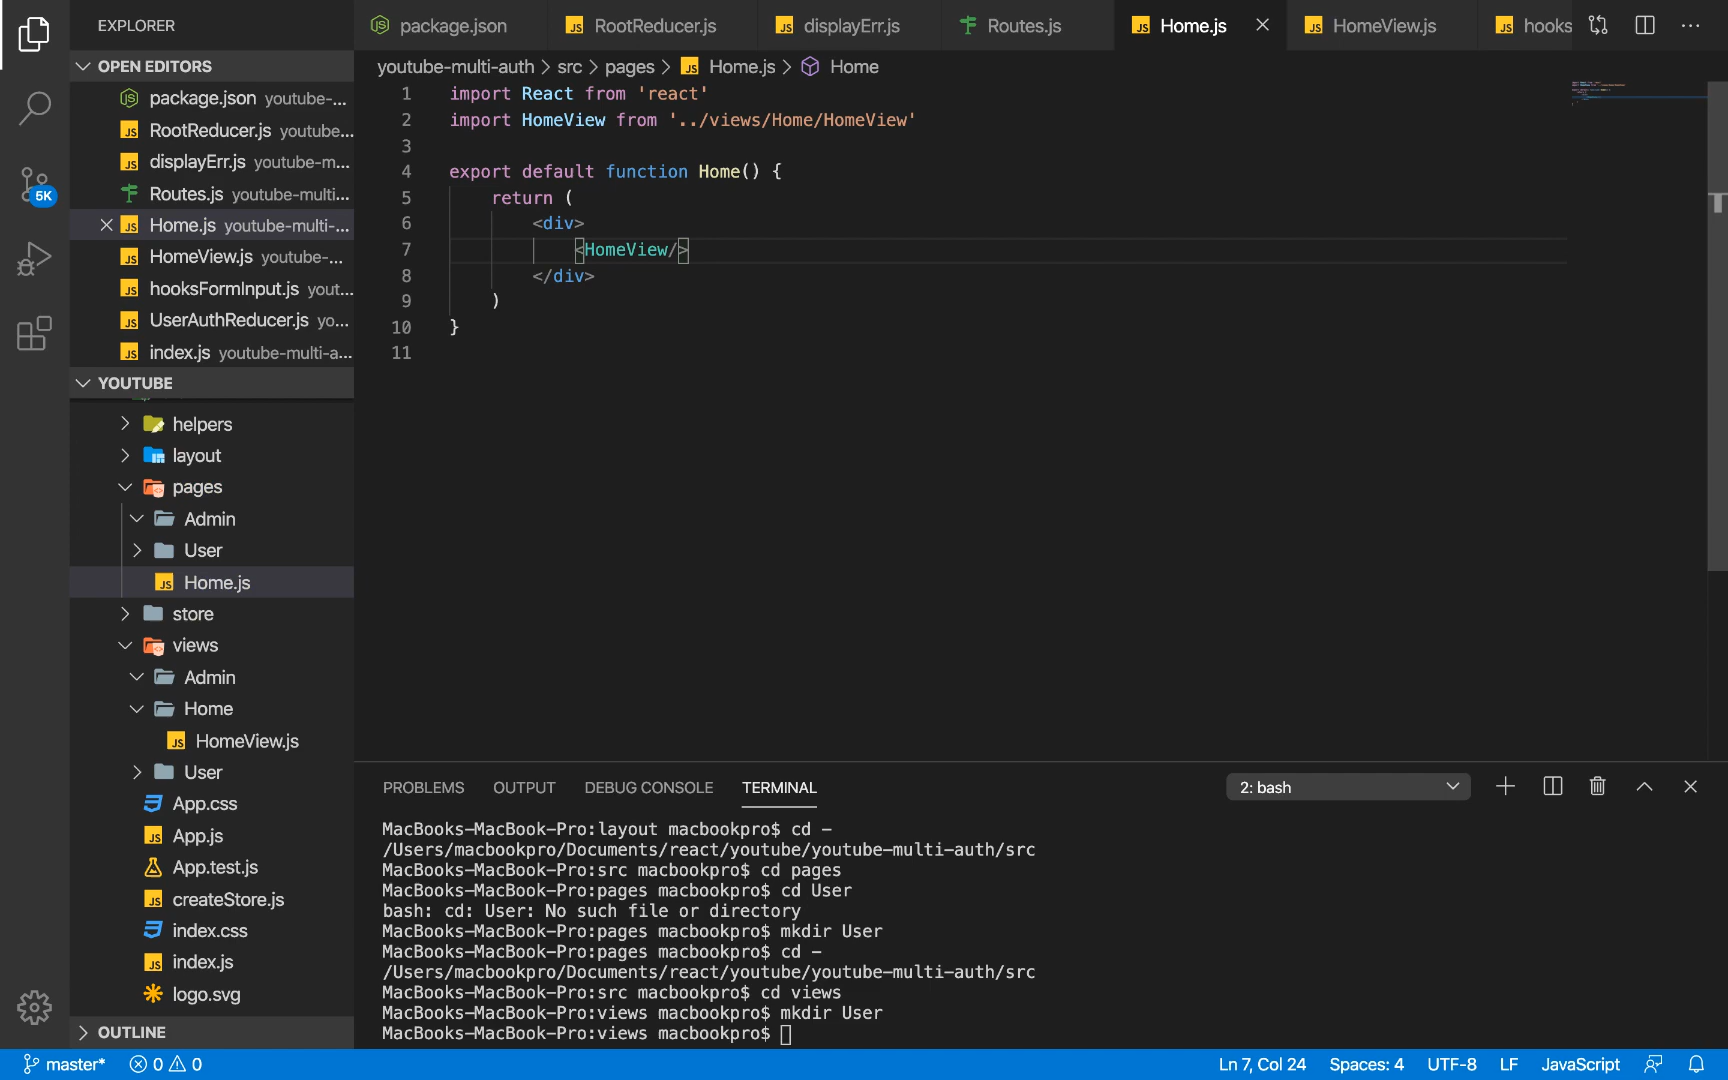 EXPLORER
package.json
RootReducer.js
displayErr.js
Routes.js
Home.js
HomeView.js
hooks
OPEN EDITORS
package.json youtube-...
RootReducer.js youtube...
displayErr.js youtube-m...
Routes.js youtube-multi...
Home.js youtube-multi-...
HomeView.js youtube-...
hooksFormInput.js yout...
UserAuthReducer.js yo...
index.js youtube-multi-a...
5K
YOUTUBE
helpers
layout
pages
Admin
User
Home.js
store
views
Admin
Home
HomeView.js
User
App.css
App.js
App.test.js
createStore.js
index.css
index.js
logo.svg
OUTLINE
youtube-multi-auth > src > pages > JS Home.js > Home
1 import React from 'react'
2 import HomeView from '../views/Home/HomeView'
3
4 export default function Home() {
5 return (
6 <div>
7 <HomeView/>
8 </div>
9 )
10 }
11
PROBLEMS OUTPUT DEBUG CONSOLE TERMINAL
2: bash
MacBooks-MacBook-Pro:layout macbookpro$ cd -
/Users/macbookpro/Documents/react/youtube/youtube-multi-auth/src
MacBooks-MacBook-Pro:src macbookpro$ cd pages
MacBooks-MacBook-Pro:pages macbookpro$ cd User
bash: cd: User: No such file or directory
MacBooks-MacBook-Pro:pages macbookpro$ mkdir User
MacBooks-MacBook-Pro:pages macbookpro$ cd -
/Users/macbookpro/Documents/react/youtube/youtube-multi-auth/src
MacBooks-MacBook-Pro:src macbookpro$ cd views
MacBooks-MacBook-Pro:views macbookpro$ mkdir User
MacBooks-MacBook-Pro:views macbookpro$
master* 0 0
Ln 7, Col 24 Spaces: 4 UTF-8 LF JavaScript